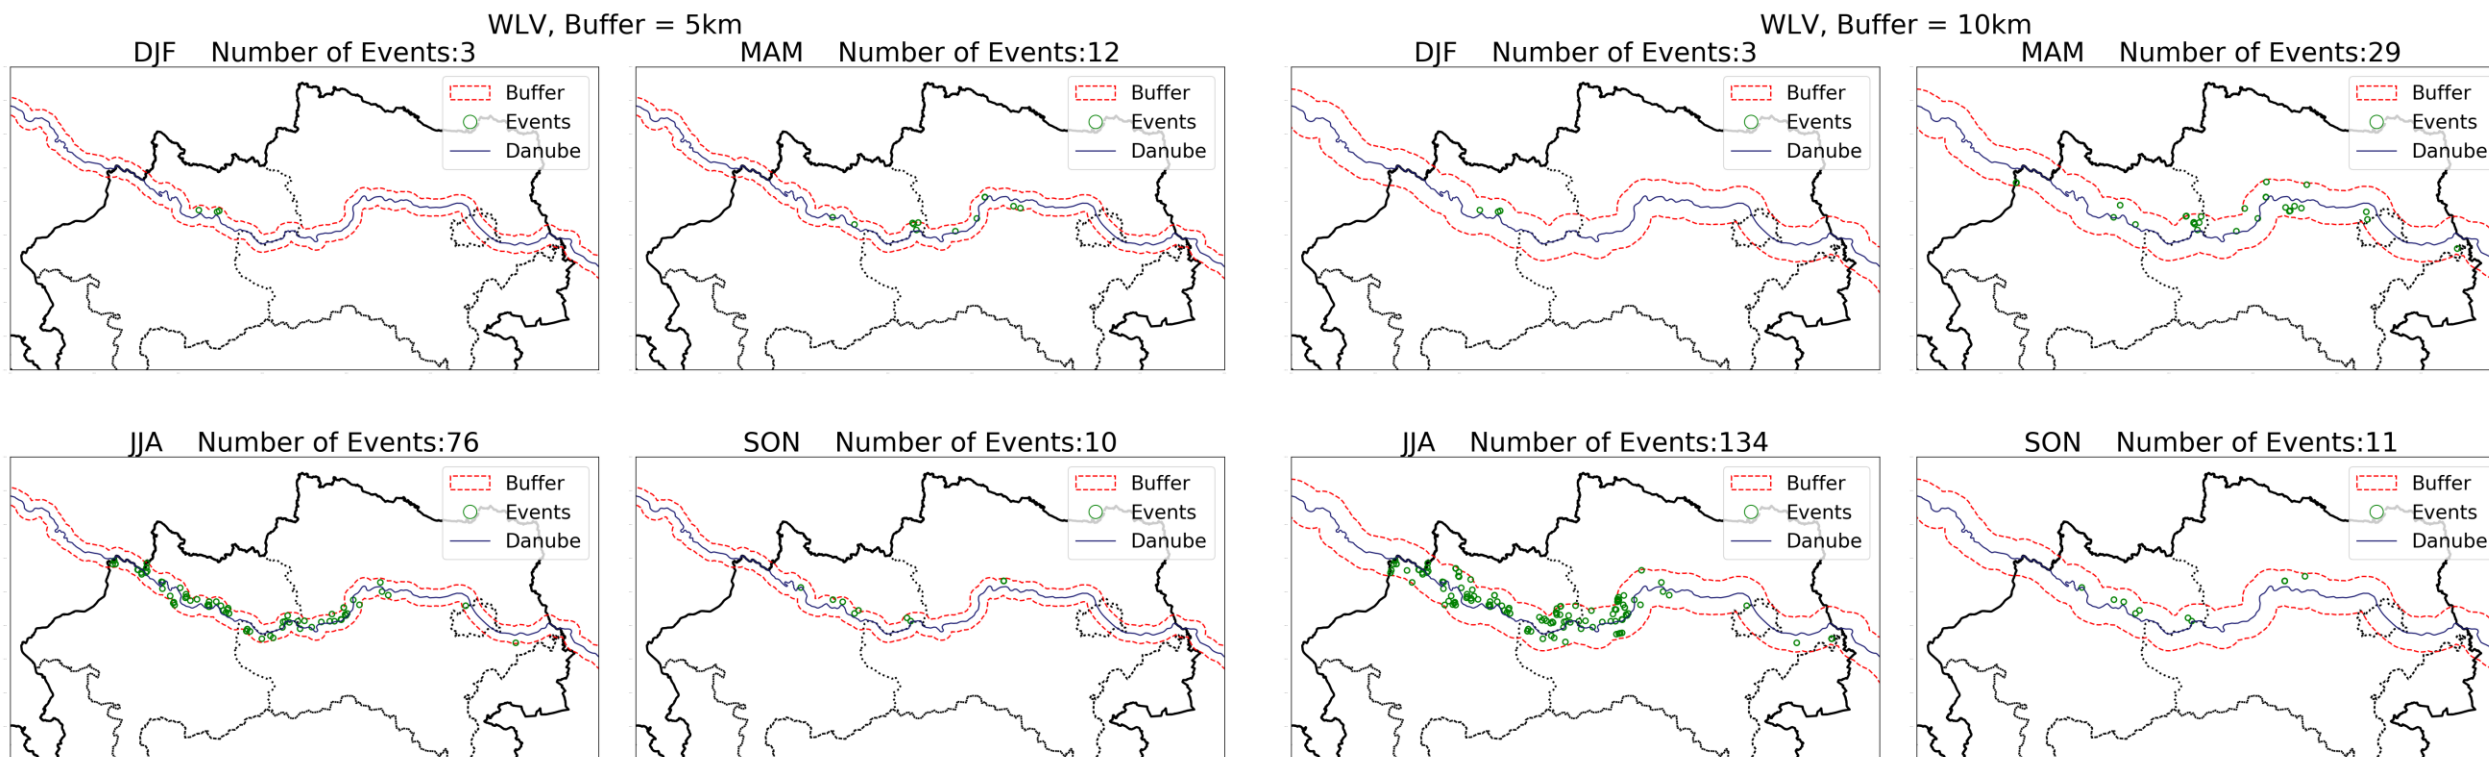 WLV, Buffer = 5km
DJF Number of Events:3
Buffer
Events
Danube
MAM Number of Events:12
Buffer
Events
Danube
JJA Number of Events:76
Buffer
Events
Danube
SON Number of Events:10
Buffer
Events
Danube
WLV, Buffer = 10km
DJF Number of Events:3
Buffer
Events
Danube
MAM Number of Events:29
Buffer
Events
Danube
JJA Number of Events:134
Buffer
Events
Danube
SON Number of Events:11
Buffer
Events
Danube